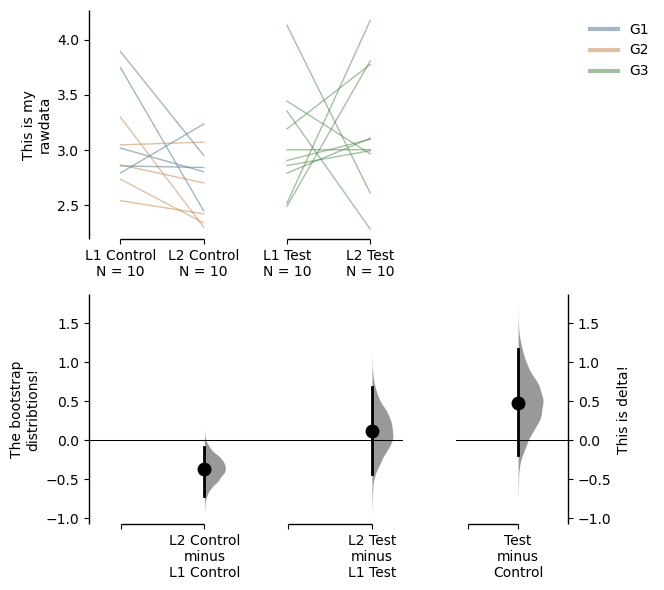 This is my
rawdata
4.0
3.5
3.0
2.5
L1 Control
N = 10
L2 Control
N = 10
L1 Test
N = 10
L2 Test
N = 10
G1
G2
G3
The bootstrap
distribtions!
1.5
1.0
0.5
0.0
−0.5
−1.0
L2 Control
minus
L1 Control
L2 Test
minus
L1 Test
Test
minus
Control
1.5
1.0
0.5
0.0
−0.5
−1.0
This is delta!